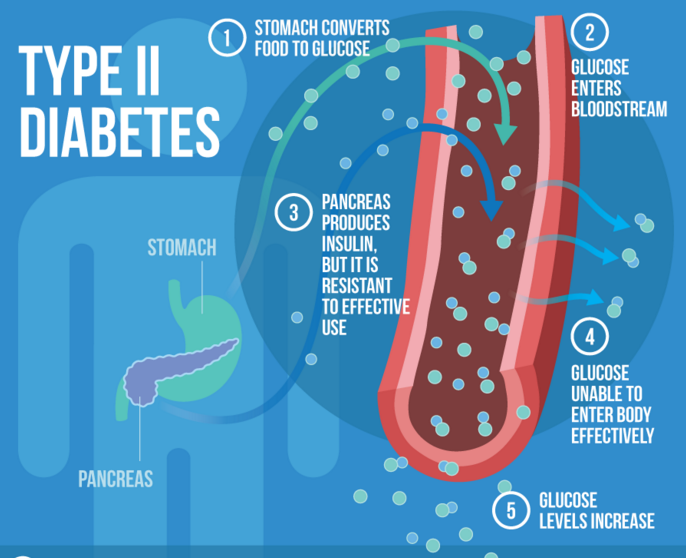 TYPE II
DIABETES
1
STOMACH CONVERTS
FOOD TO GLUCOSE
2
GLUCOSE
ENTERS
BLOODSTREAM
3
PANCREAS
PRODUCES
INSULIN,
BUT IT IS
RESISTANT
TO EFFECTIVE
USE
STOMACH
PANCREAS
4
GLUCOSE
UNABLE TO
ENTER BODY
EFFECTIVELY
5
GLUCOSE
LEVELS INCREASE